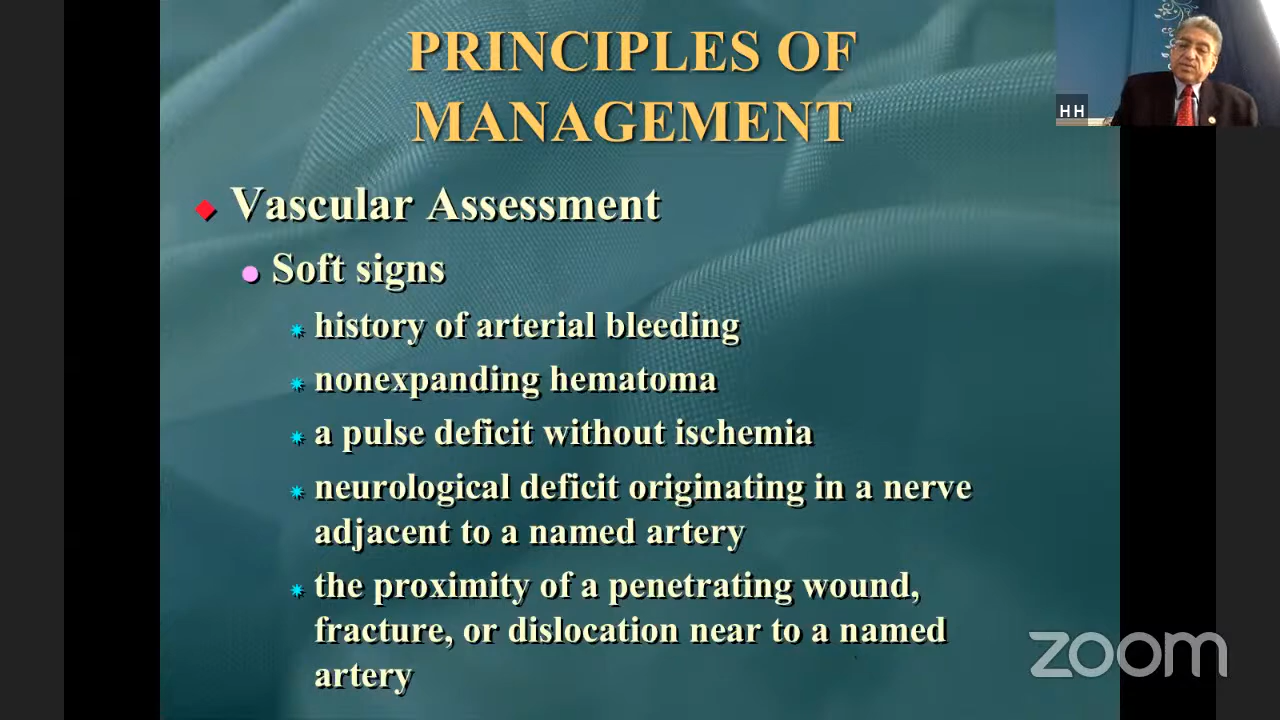 PRINCIPLES OF
MANAGEMENT
HH
Vascular Assessment
Soft signs
history of arterial bleeding
nonexpanding hematoma
a pulse deficit without ischemia
neurological deficit originating in a nerve
adjacent to a named artery
the proximity of a penetrating wound,
fracture, or dislocation near to a named
artery
zoom